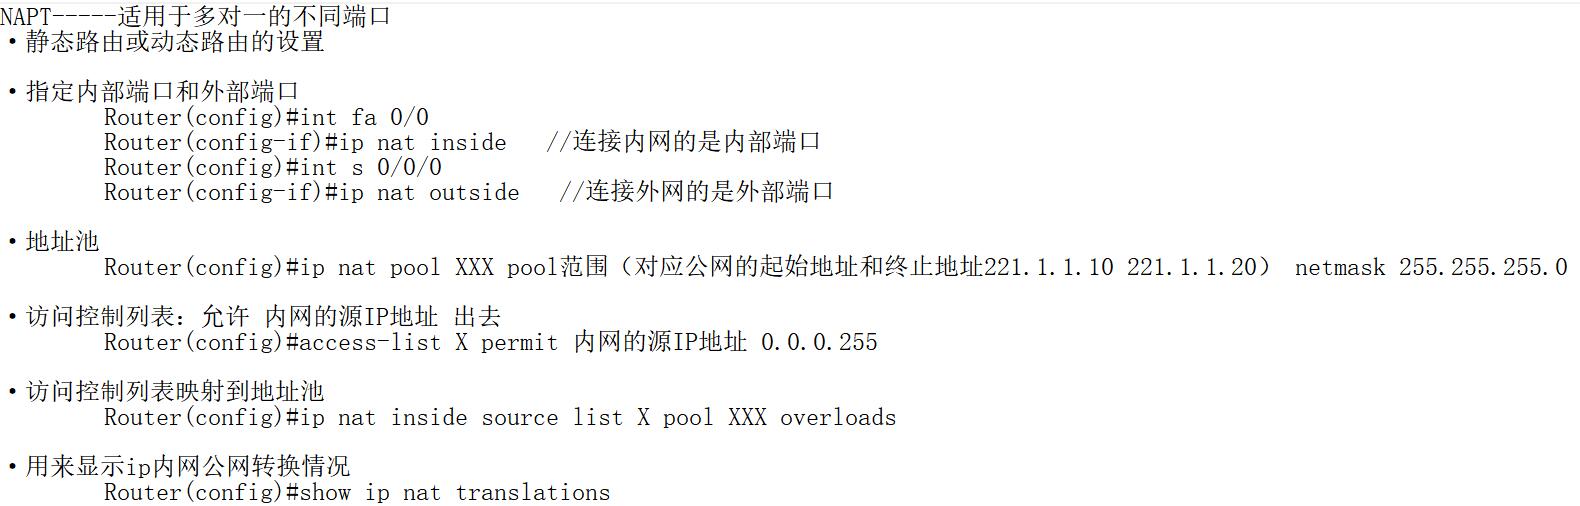 NAPT-----适用于多对一的不同端口
•静态路由或动态路由的设置
•指定内部端口和外部端口
Router(config)#int fa 0/0
Router(config-if)#ip nat inside   //连接内网的是内部端口
Router(config)#int s 0/0/0
Router(config-if)#ip nat outside   //连接外网的是外部端口
•地址池
Router(config)#ip nat pool XXX pool范围（对应公网的起始地址和终止地址221.1.1.10 221.1.1.20） netmask 255.255.255.0
•访问控制列表：允许 内网的源IP地址 出去
Router(config)#access-list X permit 内网的源IP地址 0.0.0.255
•访问控制列表映射到地址池
Router(config)#ip nat inside source list X pool XXX overloads
•用来显示ip内网公网转换情况
Router(config)#show ip nat translations